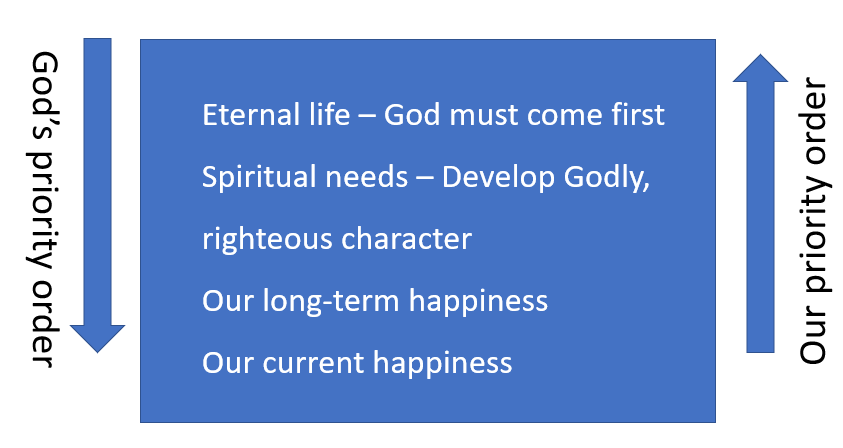 God's priority order
Eternal life – God must come first
Spiritual needs – Develop Godly,
righteous character
Our long-term happiness
Our current happiness
Our priority order